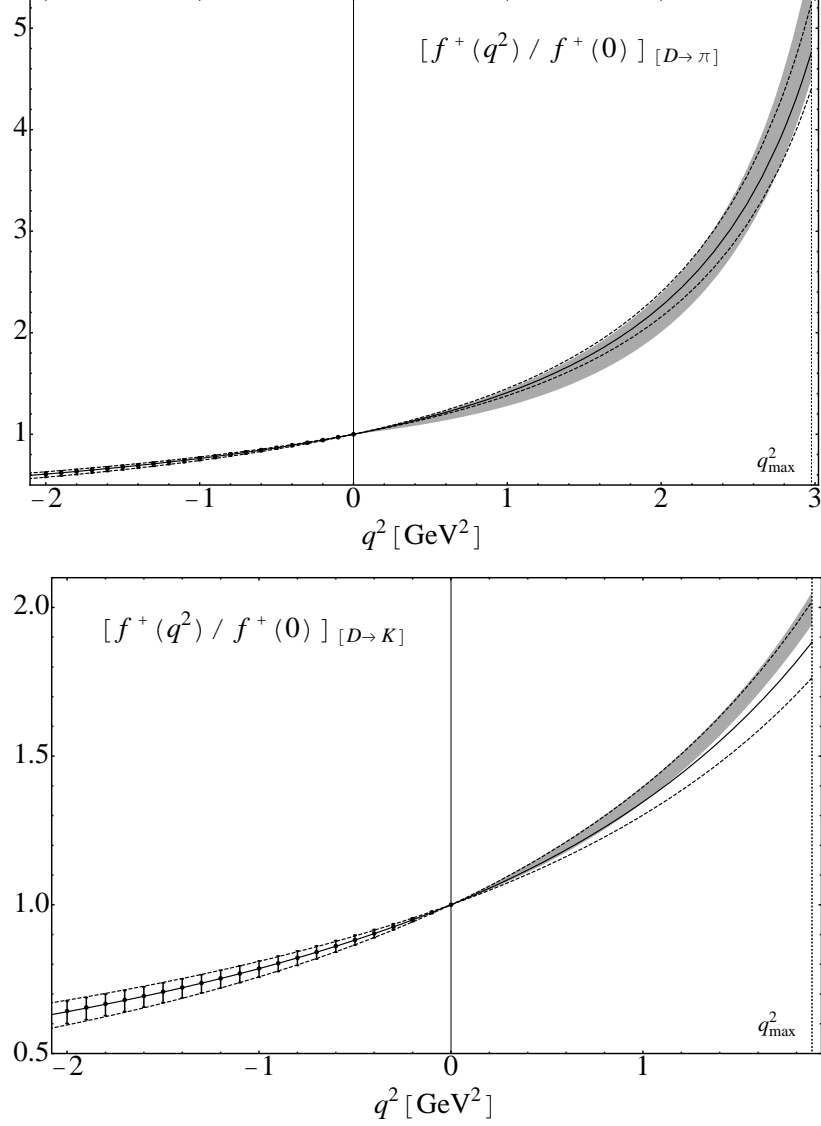 5
[ f⁺(q²) / f⁺(0) ] [D→π]
4
3
2
1
q²max
−2 −1 0 1 2 3
q² [GeV²]
2.0
[ f⁺(q²) / f⁺(0) ] [D→K]
1.5
1.0
q²max
0.5
−2 −1 0 1
q² [GeV²]